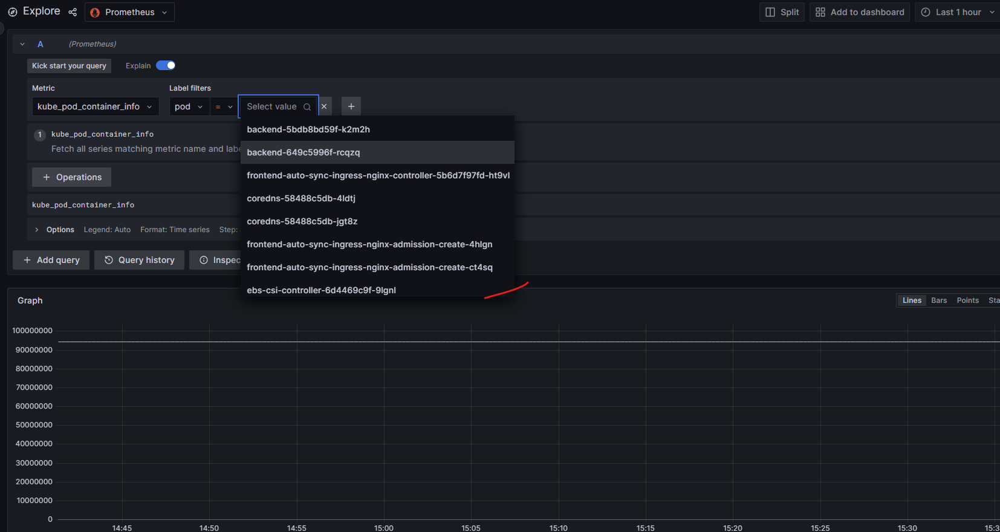 Explore Prometheus Split Add to dashboard Last 1 hour
A (Prometheus)
Kick start your query Explain
Metric Label filters
kube_pod_container_info pod = Select value
backend-5bdb8bd59f-k2m2h
1 kube_pod_container_info
Fetch all series matching metric name and
backend-649c5996f-rcqzq
+ Operations
frontend-auto-sync-ingress-nginx-controller-5b6d7f97fd-ht9vl
coredns-58488c5db-4ldtj
kube_pod_container_info
coredns-58488c5db-jgt8z
Options Legend: Auto Format: Time series Step:
frontend-auto-sync-ingress-nginx-admission-create-4hlgn
+ Add query Query history
frontend-auto-sync-ingress-nginx-admission-create-ct4sq
ebs-csi-controller-6d4469c9f-9lgnl
Graph Lines Bars Points
100000000
90000000
80000000
70000000
60000000
50000000
40000000
30000000
20000000
10000000
0
14:45 14:50 14:55 15:00 15:05 15:10 15:15 15:20 15:25 15:30